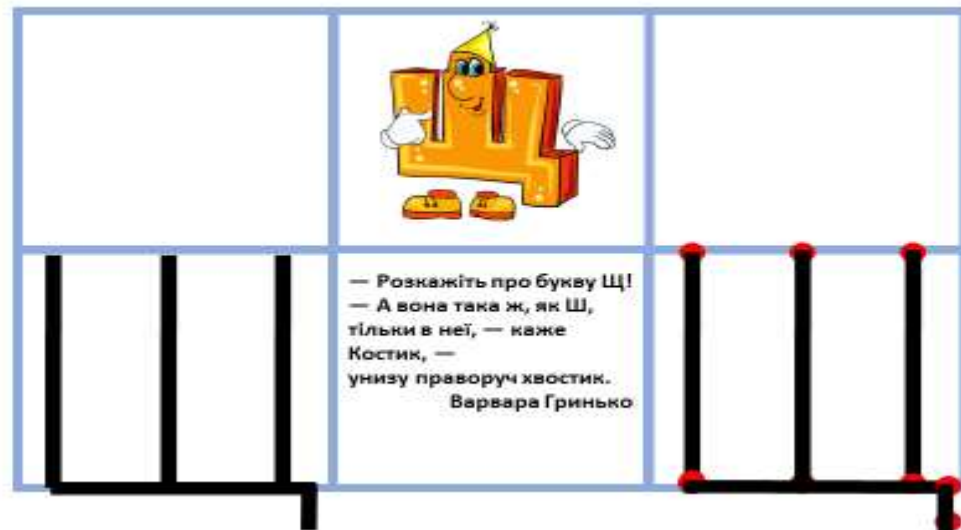 — Розкажіть про букву Щ!
— А вона така ж, як Ш,
тільки в неї, — каже
Костик, —
унизу праворуч хвостик.
Варвара Гринько
Щ
Щ
Щ